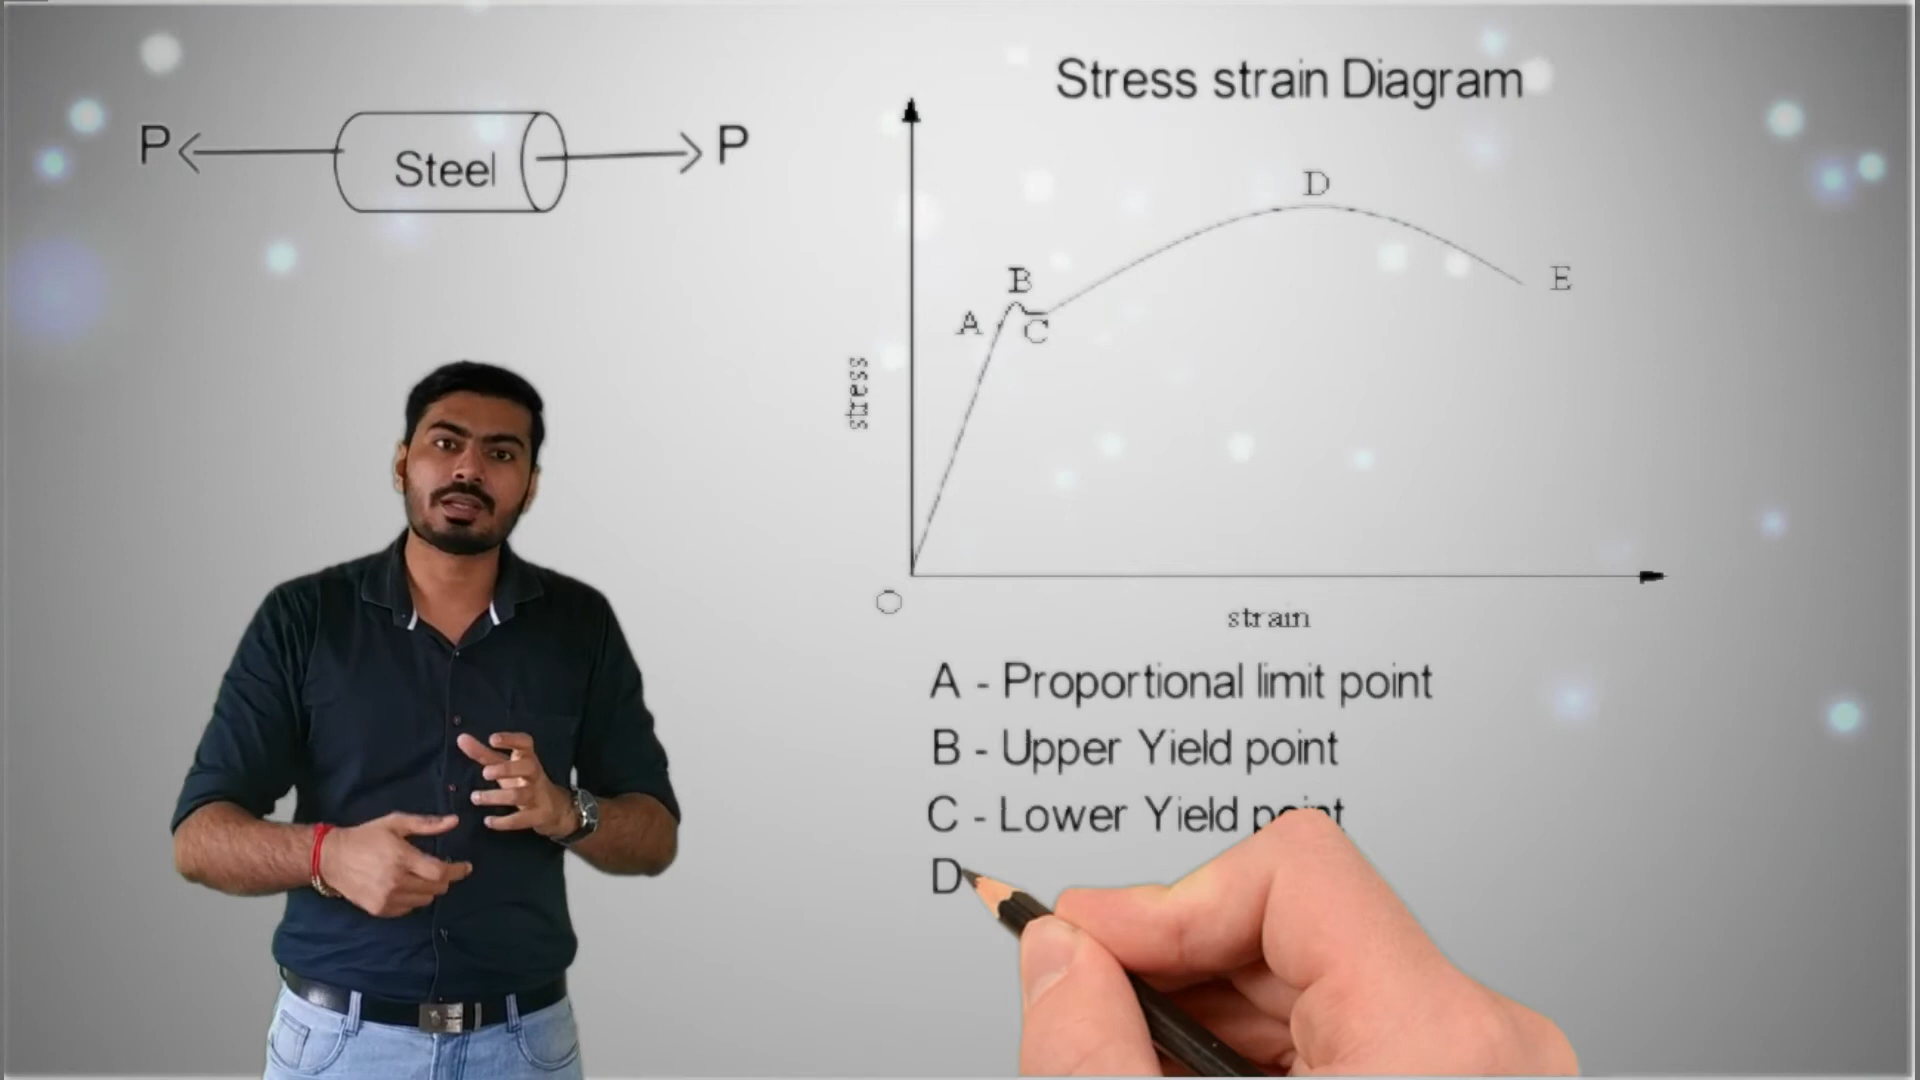 Stress strain Diagram
P
Steel
P
D
B
E
A
C
stress
O
strain
A - Proportional limit point
B - Upper Yield point
C - Lower Yield point
D